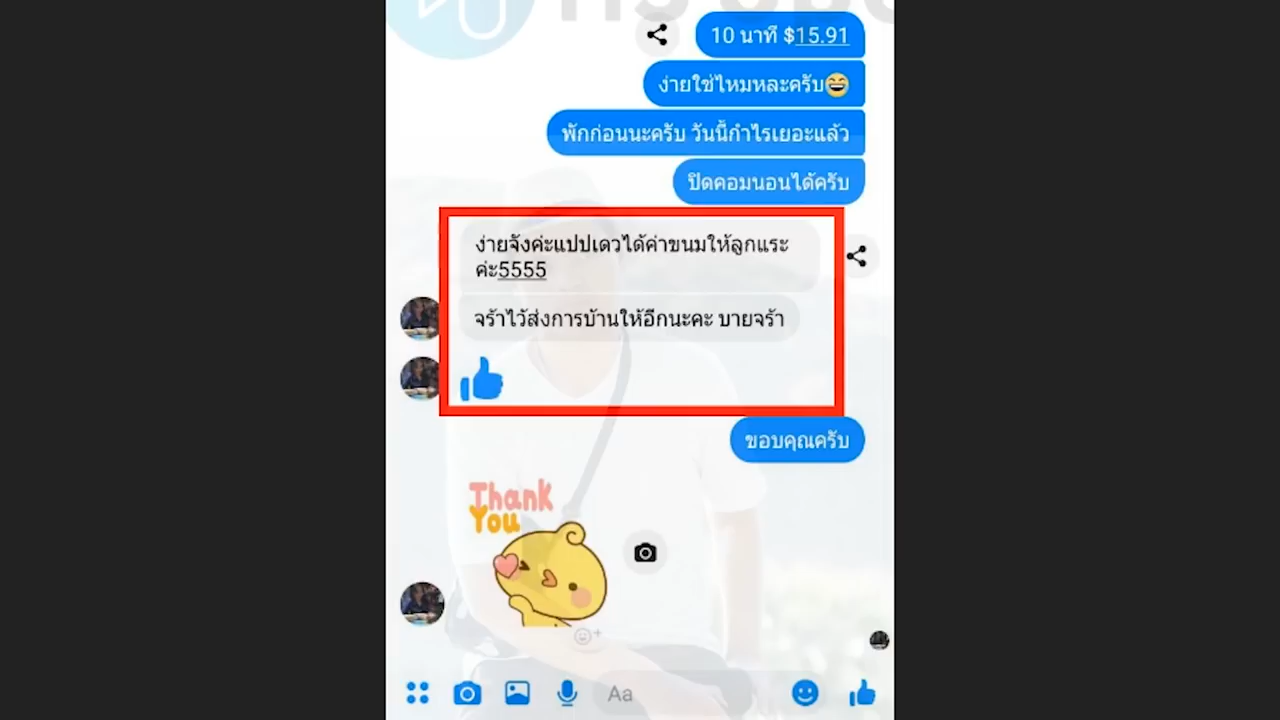 10 นาที $15.91
ง่ายใช่ไหมหละครับ😆
พักก่อนนะครับ วันนี้กำไรเยอะแล้ว
ปิดคอมนอนได้ครับ
ง่ายจังค่ะแปปเดวได้ค่าขนมให้ลูกแระ
ค่ะ5555
จร้าไว้ส่งการบ้านให้อีกนะคะ บายจร้า
ขอบคุณครับ
Thank
You
Aa